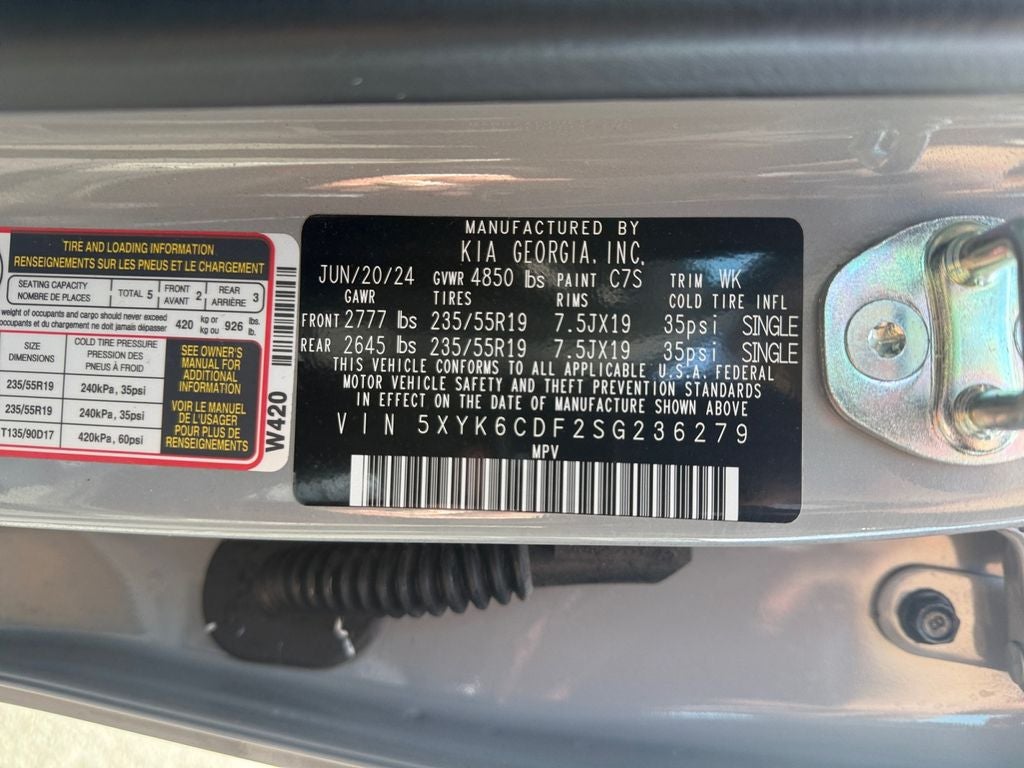 TIRE AND LOADING INFORMATION
RENSEIGNEMENTS SUR LES PNEUS ET LE CHARGEMENT
SEATING CAPACITY
NOMBRE DE PLACES
TOTAL 5
FRONT
AVANT 2
REAR
ARRIÈRE 3
weight of occupants and cargo should never exceed
occupants et du chargement ne doit jamais dépasser
420 kg or kg ou 926 lbs. lb.
SIZE
DIMENSIONS
COLD TIRE PRESSURE
PRESSION DES
PNEUS À FROID
235/55R19 240kPa, 35psi
235/55R19 240kPa, 35psi
T135/90D17 420kPa, 60psi
SEE OWNER'S
MANUAL FOR
ADDITIONAL
INFORMATION
VOIR LE MANUEL
DE L'USAGER
POUR PLUS DE
RENSEIGNEMENTS
W420
MANUFACTURED BY
KIA GEORGIA, INC.
JUN/20/24 GVWR 4850 lbs PAINT C7S TRIM WK
GAWR TIRES RIMS COLD TIRE INFL
FRONT 2777 lbs 235/55R19 7.5JX19 35psi SINGLE
REAR 2645 lbs 235/55R19 7.5JX19 35psi SINGLE
THIS VEHICLE CONFORMS TO ALL APPLICABLE U.S.A. FEDERAL
MOTOR VEHICLE SAFETY AND THEFT PREVENTION STANDARDS
IN EFFECT ON THE DATE OF MANUFACTURE SHOWN ABOVE
VIN 5XYK6CDF2SG236279
MPV